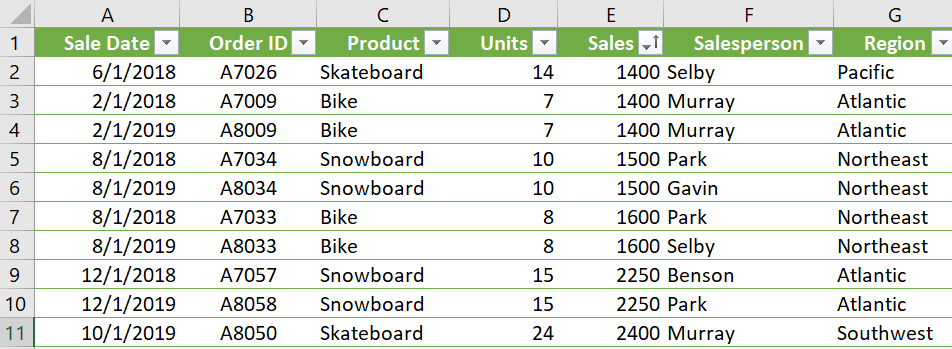 A B C D E F G
1 Sale Date Order ID Product Units Sales Salesperson Region
2 6/1/2018 A7026 Skateboard 14 1400 Selby Pacific
3 2/1/2018 A7009 Bike 7 1400 Murray Atlantic
4 2/1/2019 A8009 Bike 7 1400 Murray Atlantic
5 8/1/2018 A7034 Snowboard 10 1500 Park Northeast
6 8/1/2019 A8034 Snowboard 10 1500 Gavin Northeast
7 8/1/2018 A7033 Bike 8 1600 Park Northeast
8 8/1/2019 A8033 Bike 8 1600 Selby Northeast
9 12/1/2018 A7057 Snowboard 15 2250 Benson Atlantic
10 12/1/2019 A8058 Snowboard 15 2250 Park Atlantic
11 10/1/2019 A8050 Skateboard 24 2400 Murray Southwest